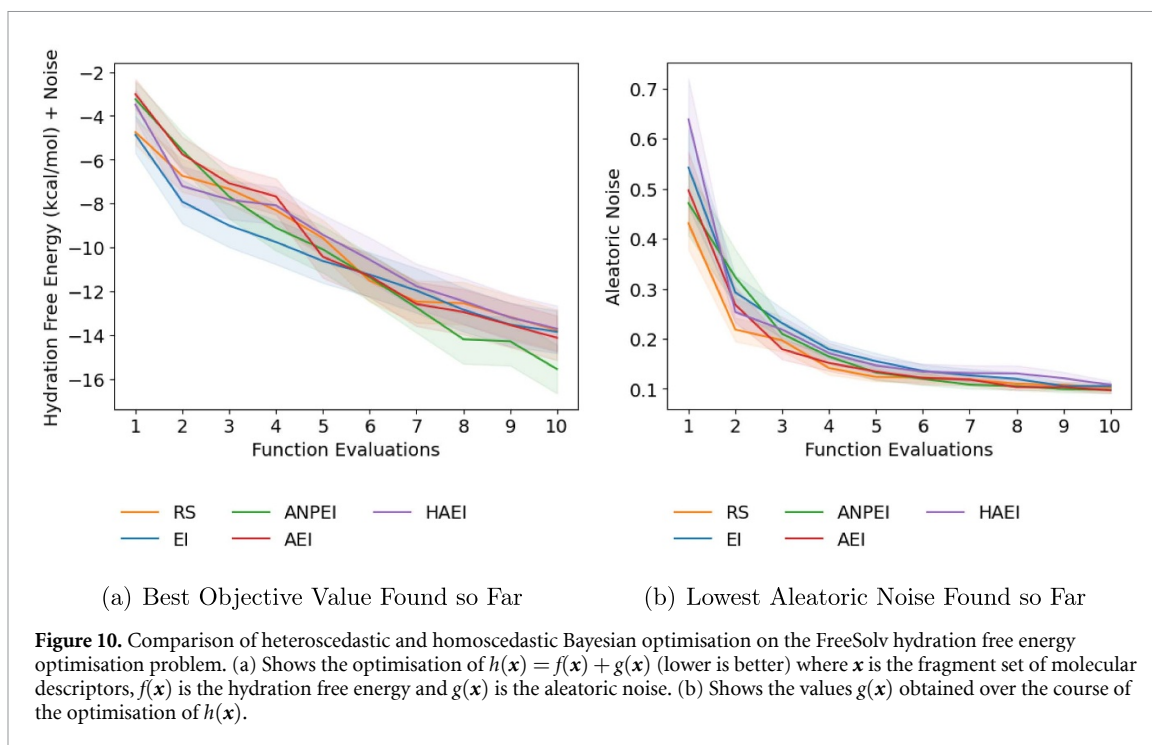 Hydration Free Energy (kcal/mol) + Noise
−2
−4
−6
−8
−10
−12
−14
−16
1 2 3 4 5 6 7 8 9 10
Function Evaluations
RS ANPEI HAEI
EI AEI
(a) Best Objective Value Found so Far
Aleatoric Noise
0.7
0.6
0.5
0.4
0.3
0.2
0.1
1 2 3 4 5 6 7 8 9 10
Function Evaluations
RS ANPEI HAEI
EI AEI
(b) Lowest Aleatoric Noise Found so Far
Figure 10. Comparison of heteroscedastic and homoscedastic Bayesian optimisation on the FreeSolv hydration free energy
optimisation problem. (a) Shows the optimisation of h(x) = f(x) + g(x) (lower is better) where x is the fragment set of molecular
descriptors, f(x) is the hydration free energy and g(x) is the aleatoric noise. (b) Shows the values g(x) obtained over the course of
the optimisation of h(x).